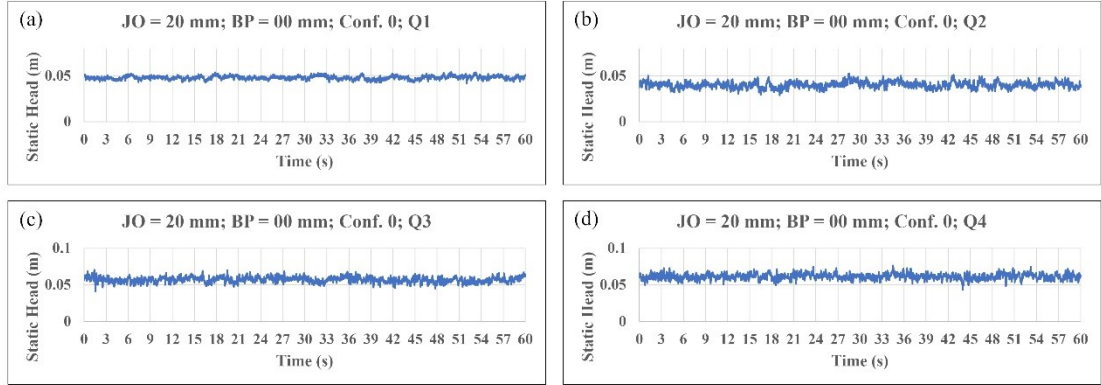 (a)
JO = 20 mm; BP = 00 mm; Conf. 0; Q1
Static Head (m)
0.05
0
0 3 6 9 12 15 18 21 24 27 30 33 36 39 42 45 48 51 54 57 60
Time (s)
(b)
JO = 20 mm; BP = 00 mm; Conf. 0; Q2
Static Head (m)
0.05
0
0 3 6 9 12 15 18 21 24 27 30 33 36 39 42 45 48 51 54 57 60
Time (s)
(c)
JO = 20 mm; BP = 00 mm; Conf. 0; Q3
Static Head (m)
0.1
0.05
0
0 3 6 9 12 15 18 21 24 27 30 33 36 39 42 45 48 51 54 57 60
Time (s)
(d)
JO = 20 mm; BP = 00 mm; Conf. 0; Q4
Static Head (m)
0.1
0.05
0
0 3 6 9 12 15 18 21 24 27 30 33 36 39 42 45 48 51 54 57 60
Time (s)